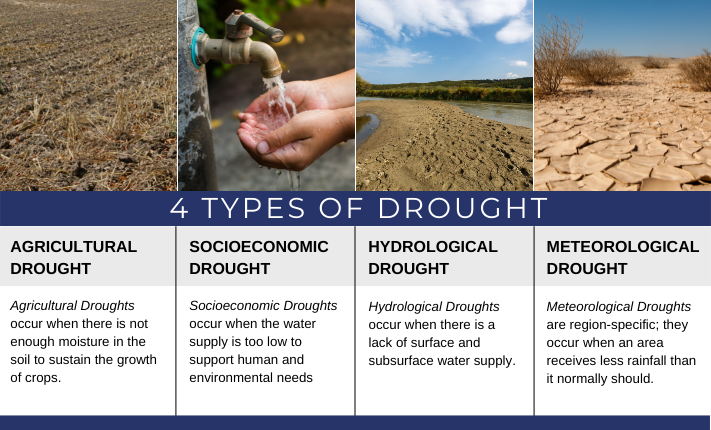 4 TYPES OF DROUGHT
AGRICULTURAL
DROUGHT
Agricultural Droughts
occur when there is not
enough moisture in the
soil to sustain the growth
of crops.
SOCIOECONOMIC
DROUGHT
Socioeconomic Droughts
occur when the water
supply is too low to
support human and
environmental needs
HYDROLOGICAL
DROUGHT
Hydrological Droughts
occur when there is a
lack of surface and
subsurface water supply.
METEOROLOGICAL
DROUGHT
Meteorological Droughts
are region-specific; they
occur when an area
receives less rainfall than
it normally should.